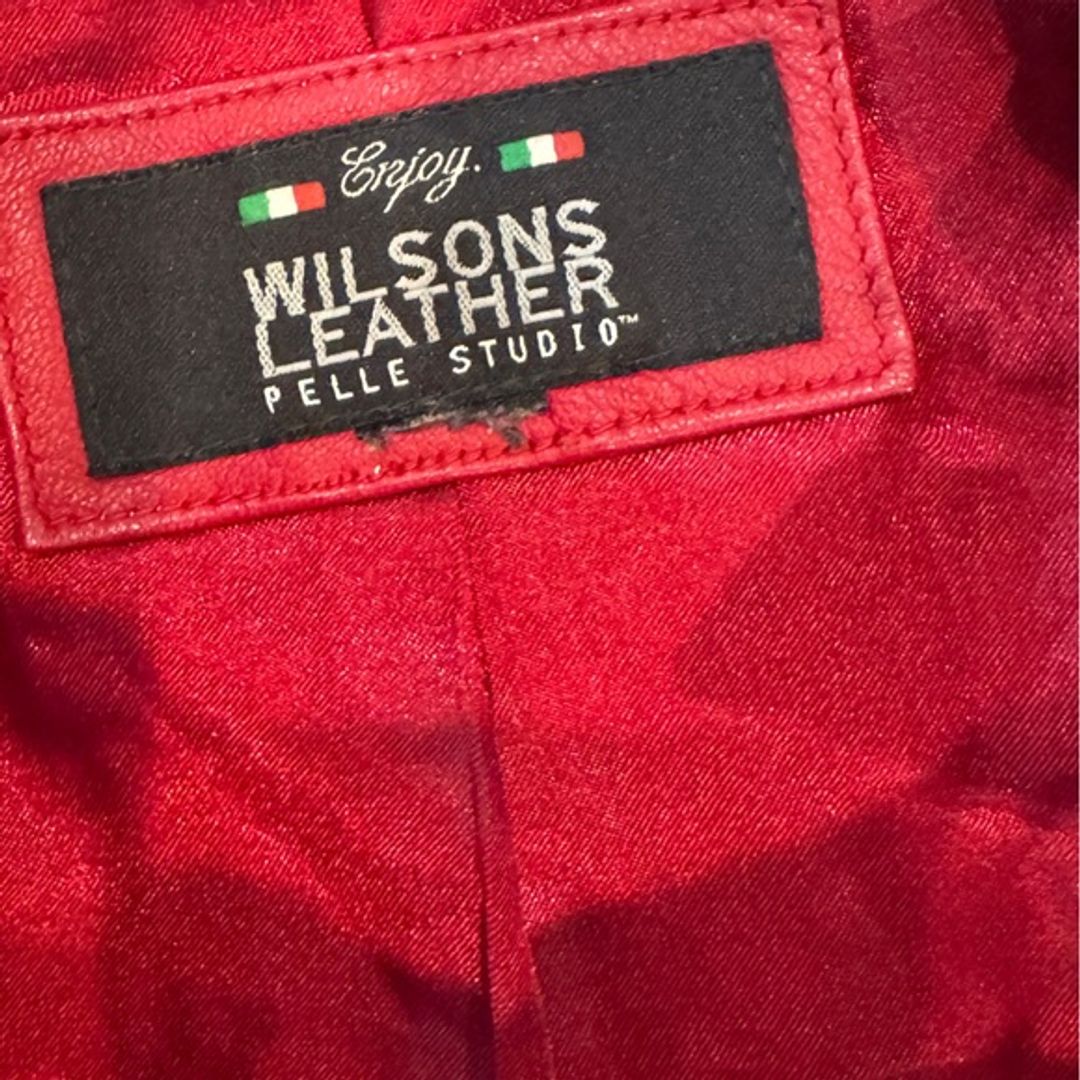 Enjoy.
WILSONS
LEATHER
PELLE STUDIO™